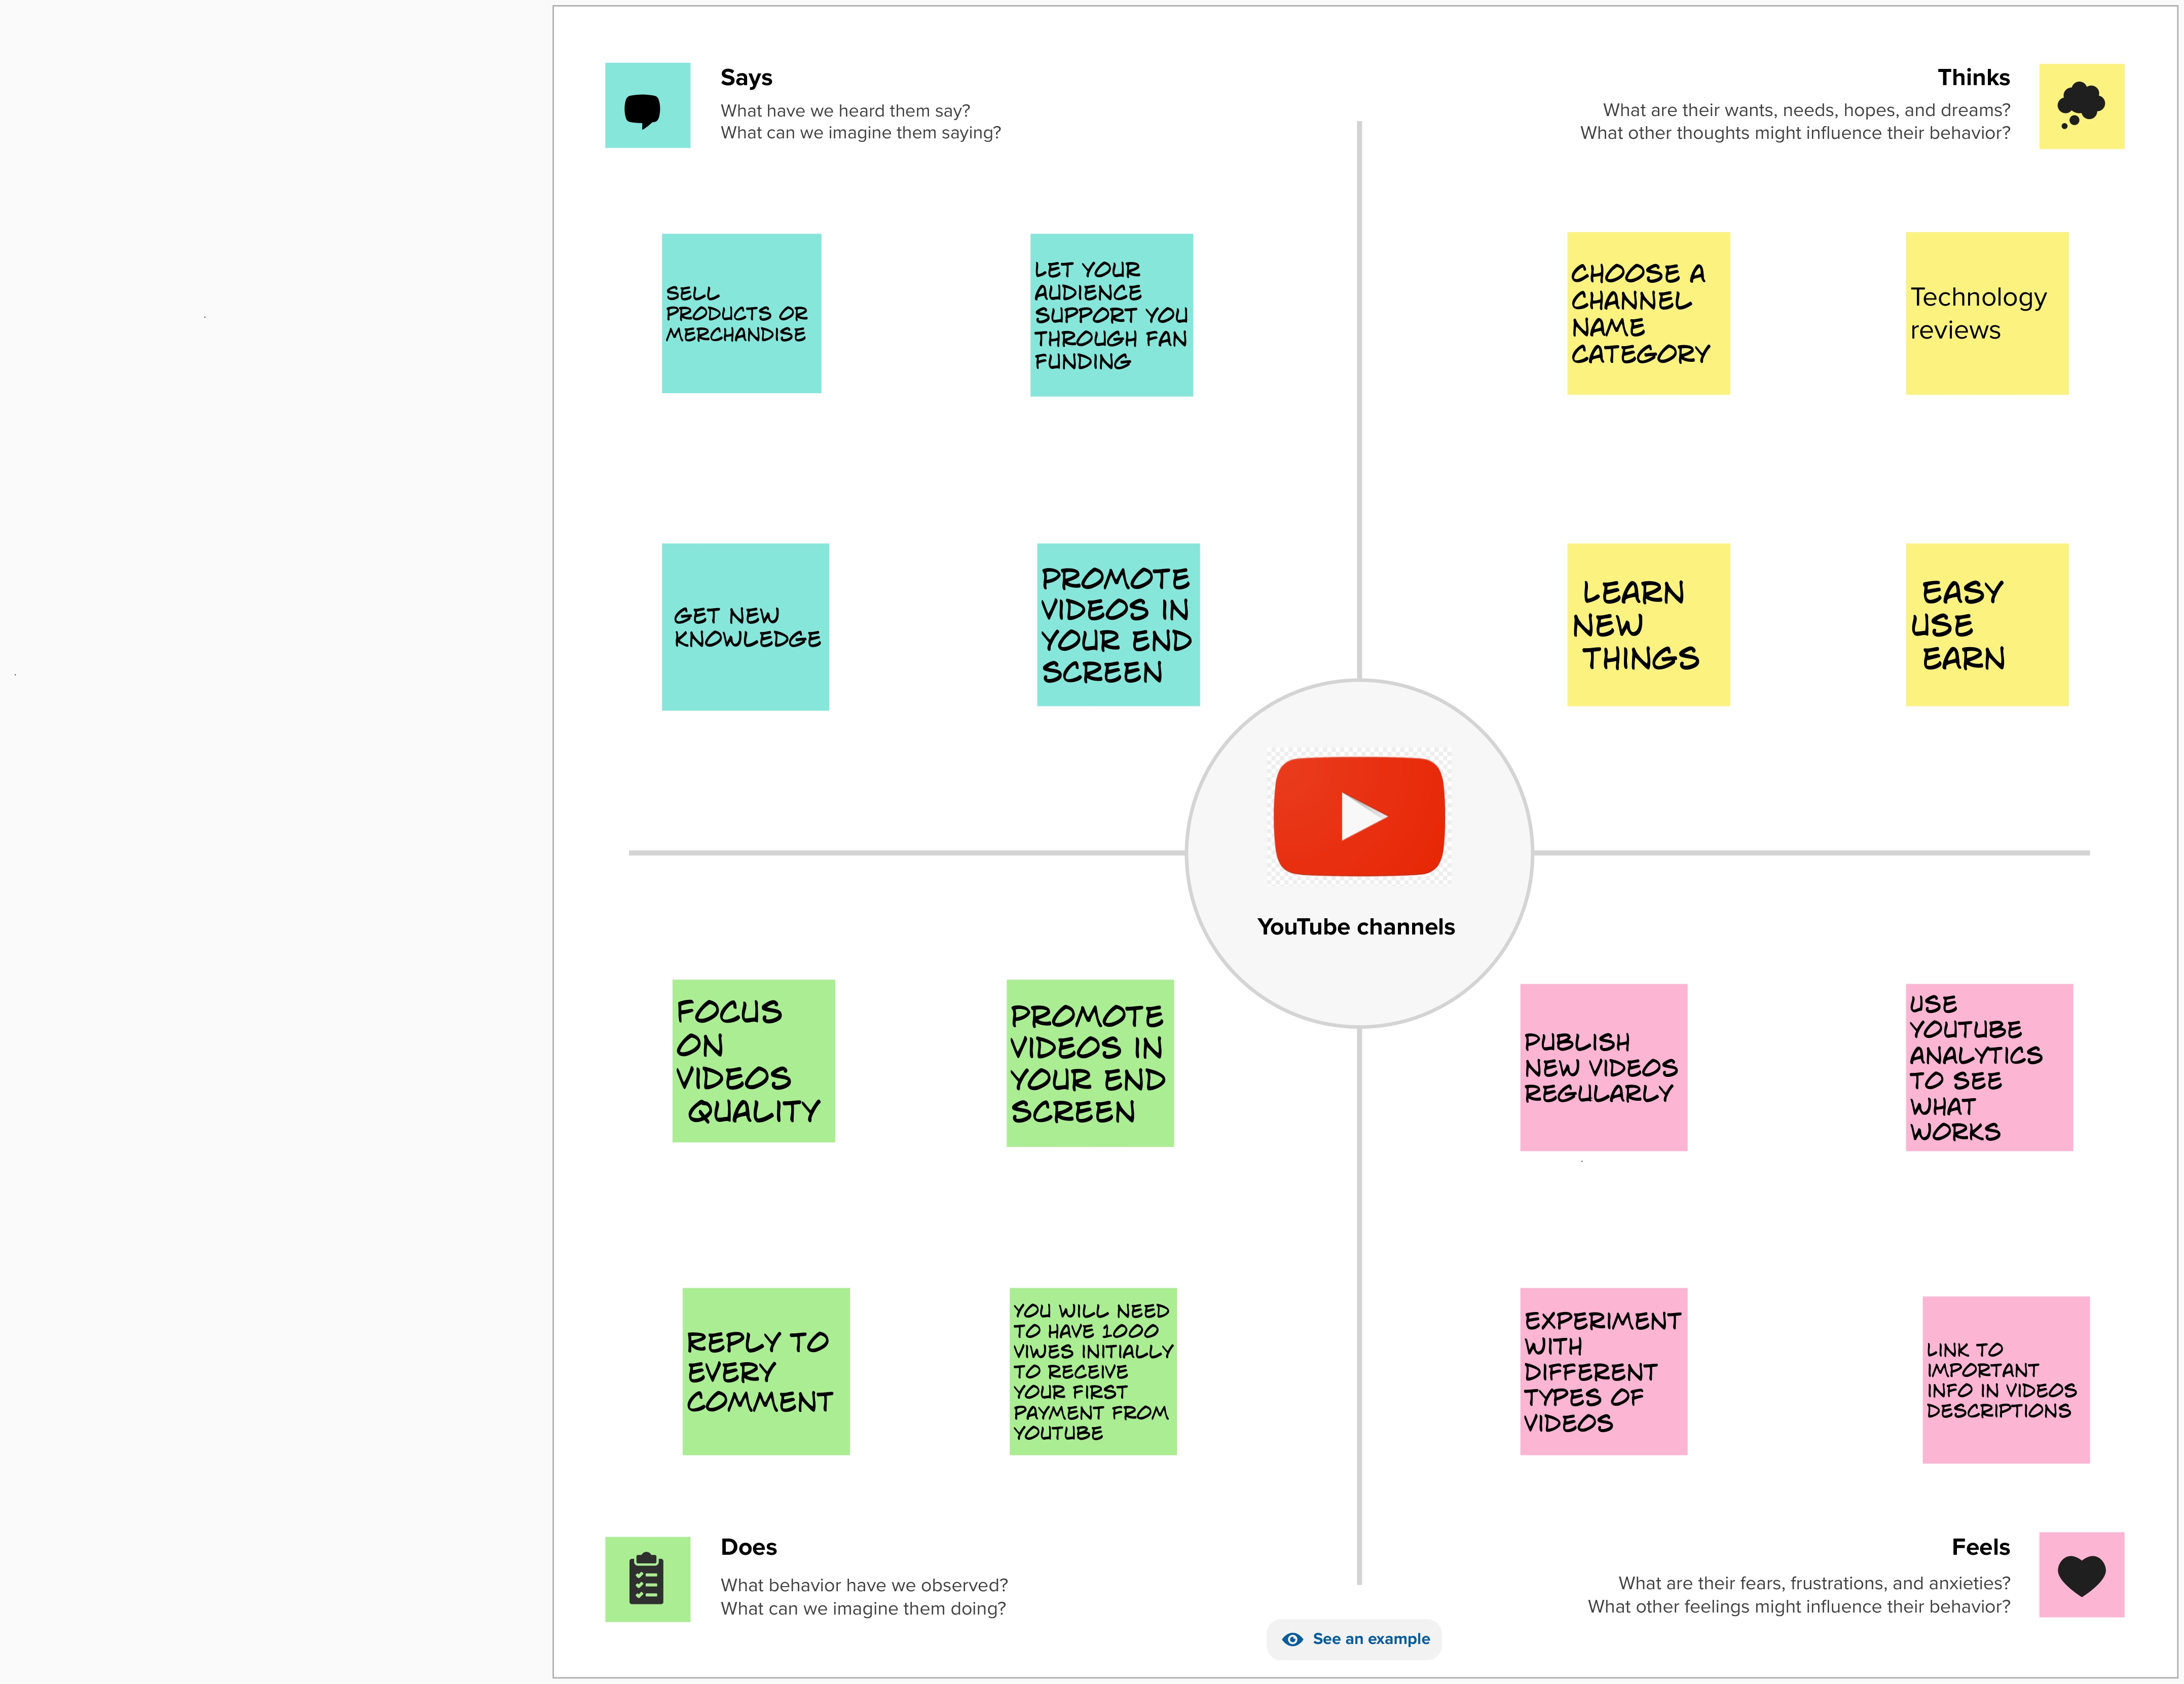 Says
What have we heard them say?
What can we imagine them saying?
Thinks
What are their wants, needs, hopes, and dreams?
What other thoughts might influence their behavior?
SELL
PRODUCTS OR
MERCHANDISE
LET YOUR
AUDIENCE
SUPPORT YOU
THROUGH FAN
FUNDING
CHOOSE A
CHANNEL
NAME
CATEGORY
Technology
reviews
GET NEW
KNOWLEDGE
PROMOTE
VIDEOS IN
YOUR END
SCREEN
LEARN
NEW
THINGS
EASY
USE
EARN
YouTube channels
FOCUS
ON
VIDEOS
QUALITY
PROMOTE
VIDEOS IN
YOUR END
SCREEN
PUBLISH
NEW VIDEOS
REGULARLY
USE
YOUTUBE
ANALYTICS
TO SEE
WHAT
WORKS
REPLY TO
EVERY
COMMENT
YOU WILL NEED
TO HAVE 1000
VIWES INITIALLY
TO RECEIVE
YOUR FIRST
PAYMENT FROM
YOUTUBE
EXPERIMENT
WITH
DIFFERENT
TYPES OF
VIDEOS
LINK TO
IMPORTANT
INFO IN VIDEOS
DESCRIPTIONS
Does
What behavior have we observed?
What can we imagine them doing?
Feels
What are their fears, frustrations, and anxieties?
What other feelings might influence their behavior?
See an example